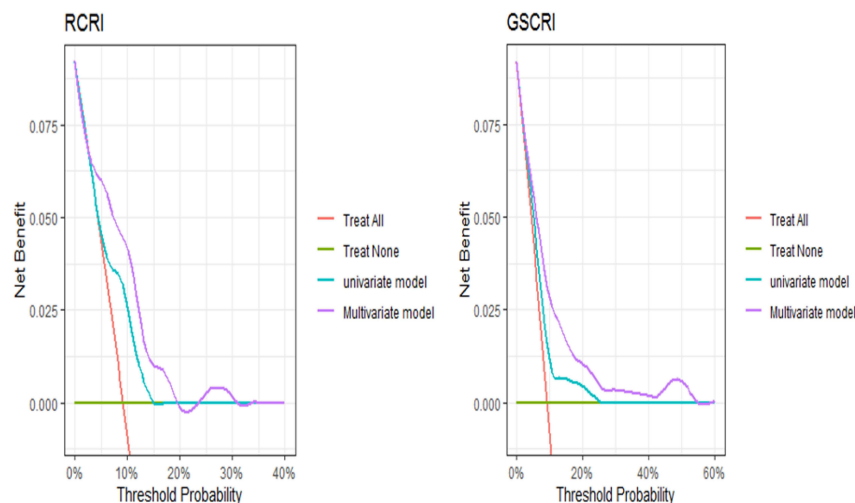 RCRI
Net Benefit
0.075
0.050
0.025
0.000
0%
10%
20%
30%
40%
Threshold Probability
Treat All
Treat None
univariate model
Multivariate model
GSCRI
Net Benefit
0.075
0.050
0.025
0.000
0%
20%
40%
60%
Threshold Probability
Treat All
Treat None
univariate model
Multivariate model